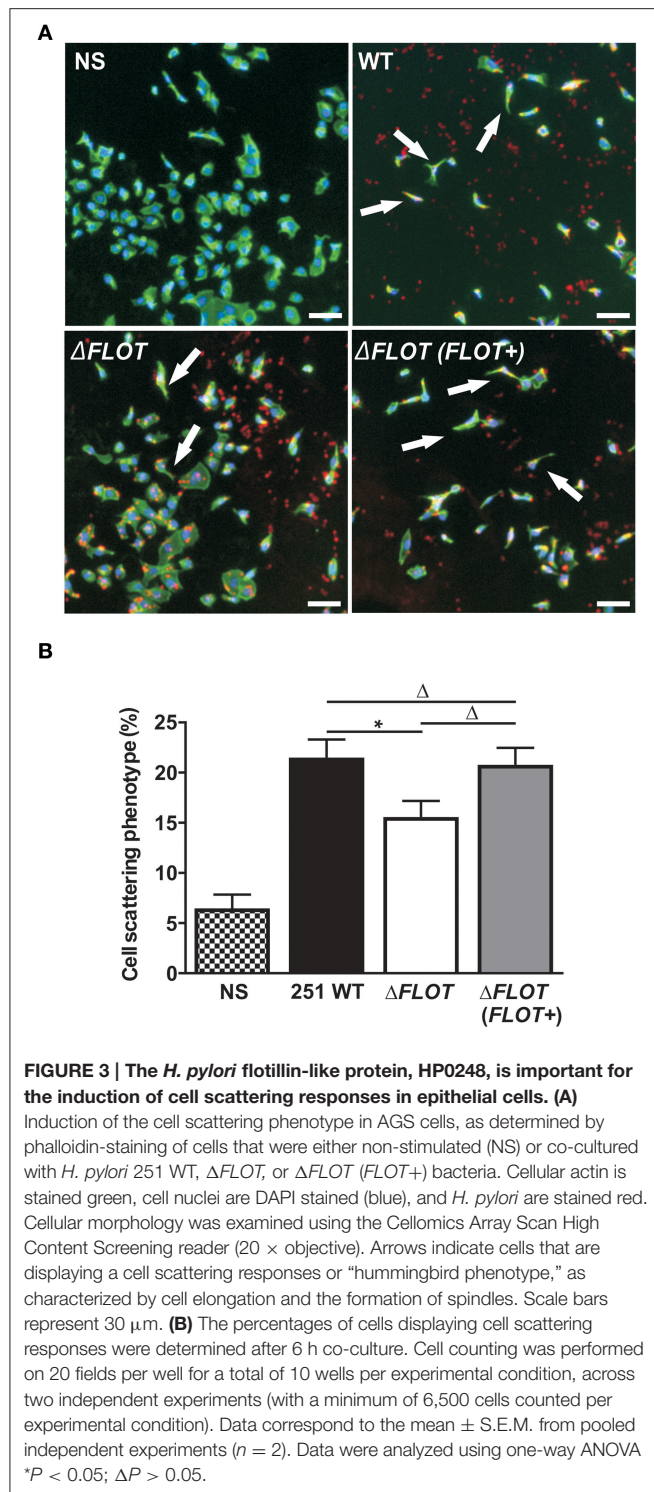 A
NS
WT
ΔFLOT
ΔFLOT (FLOT+)
B
Cell scattering phenotype (%)
25
20
15
10
5
0
Δ
*
Δ
NS
251 WT
ΔFLOT
ΔFLOT
(FLOT+)
FIGURE 3 | The H. pylori flotillin-like protein, HP0248, is important for
the induction of cell scattering responses in epithelial cells. (A)
Induction of the cell scattering phenotype in AGS cells, as determined by
phalloidin-staining of cells that were either non-stimulated (NS) or co-cultured
with H. pylori 251 WT, ΔFLOT, or ΔFLOT (FLOT+) bacteria. Cellular actin is
stained green, cell nuclei are DAPI stained (blue), and H. pylori are stained red.
Cellular morphology was examined using the Cellomics Array Scan High
Content Screening reader (20 × objective). Arrows indicate cells that are
displaying a cell scattering responses or “hummingbird phenotype,” as
characterized by cell elongation and the formation of spindles. Scale bars
represent 30 μm. (B) The percentages of cells displaying cell scattering
responses were determined after 6 h co-culture. Cell counting was performed
on 20 fields per well for a total of 10 wells per experimental condition, across
two independent experiments (with a minimum of 6,500 cells counted per
experimental condition). Data correspond to the mean ± S.E.M. from pooled
independent experiments (n = 2). Data were analyzed using one-way ANOVA
*P < 0.05; ΔP > 0.05.